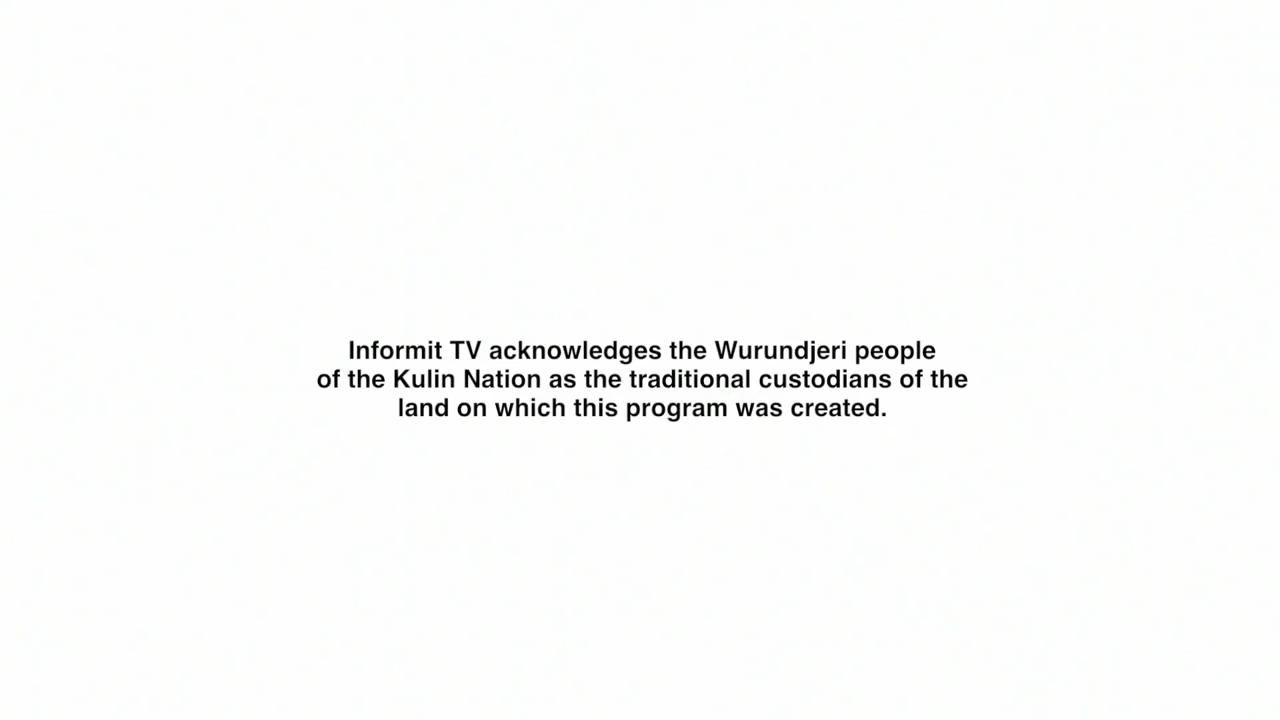 Informit TV acknowledges the Wurundjeri people
of the Kulin Nation as the traditional custodians of the
land on which this program was created.